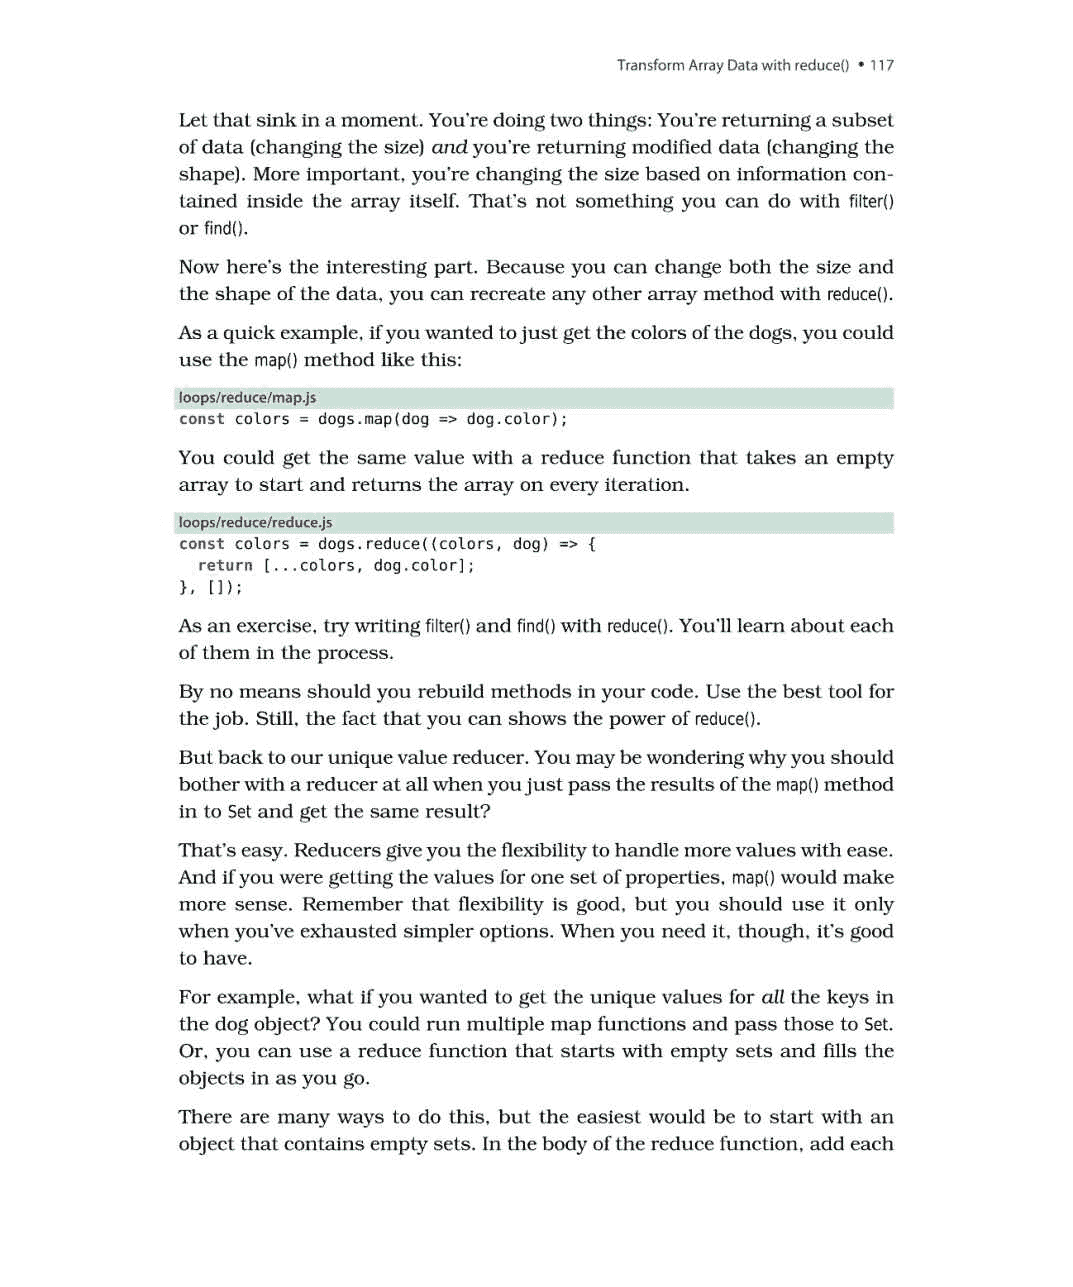 Transform Array Data with reduce() • 117
Let that sink in a moment. You're doing two things: You're returning a subset
of data (changing the size) and you're returning modified data (changing the
shape). More important, you're changing the size based on information con-
tained inside the array itself. That's not something you can do with filter()
or find().
Now here's the interesting part. Because you can change both the size and
the shape of the data, you can recreate any other array method with reduce().
As a quick example, if you wanted to just get the colors of the dogs, you could
use the map() method like this:
loops/reduce/map.js
const colors = dogs.map(dog => dog.color);
You could get the same value with a reduce function that takes an empty
array to start and returns the array on every iteration.
loops/reduce/reduce.js
const colors = dogs.reduce((colors, dog) => {
  return [...colors, dog.color];
}, []);
As an exercise, try writing filter() and find() with reduce(). You'll learn about each
of them in the process.
By no means should you rebuild methods in your code. Use the best tool for
the job. Still, the fact that you can shows the power of reduce().
But back to our unique value reducer. You may be wondering why you should
bother with a reducer at all when you just pass the results of the map() method
in to Set and get the same result?
That's easy. Reducers give you the flexibility to handle more values with ease.
And if you were getting the values for one set of properties, map() would make
more sense. Remember that flexibility is good, but you should use it only
when you've exhausted simpler options. When you need it, though, it's good
to have.
For example, what if you wanted to get the unique values for all the keys in
the dog object? You could run multiple map functions and pass those to Set.
Or, you can use a reduce function that starts with empty sets and fills the
objects in as you go.
There are many ways to do this, but the easiest would be to start with an
object that contains empty sets. In the body of the reduce function, add each